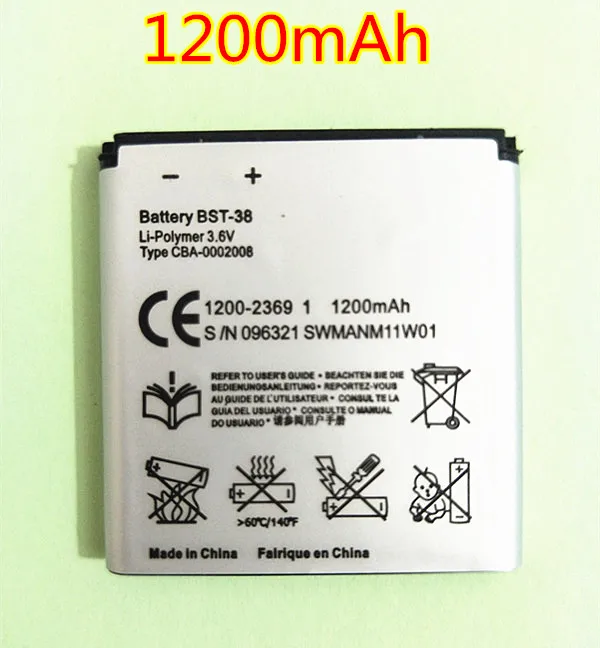 1200mAh
- +
Battery BST-38
Li-Polymer 3.6V
Type CBA-0002008
CE 1200-2369 1 1200mAh
S/N 096321 SWMANM11W01
REFER TO USER'S GUIDE * BEACHTEN SIE DIE
BEDIENUNGSANLEITUNG * REPORTEZ-VOUS
AU GUIDE DE L'UTILISATEUR * CONSULTE LA
GUIA DEL USUARIO * CONSULTE O MANUAL
DO USUARIO * 请参阅用户手册
>60°C/140°F
Made in China Fairique en China